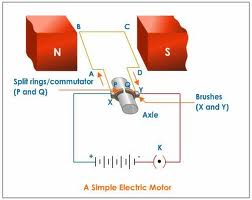 B
C
N
S
A
D
Split rings/commutator
(P and Q)
P
Q
X
Y
Brushes
(X and Y)
Axle
K
+
-
A Simple Electric Motor